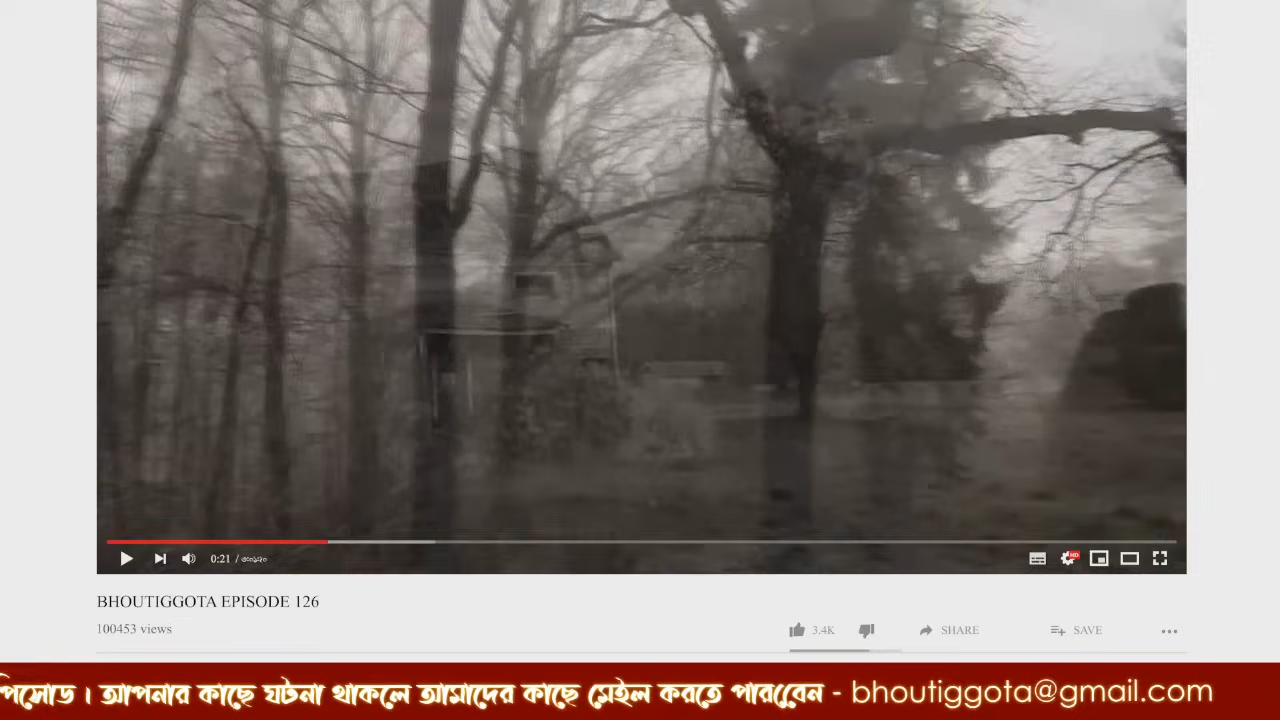 0:21 /
HD
BHOUTIGGOTA EPISODE 126
100453 views
3.4K
SHARE
SAVE
পিসোড। আপনার কাছে ঘটনা থাকলে আমাদের কাছে মেইল করতে পারবেন - bhoutiggota@gmail.com